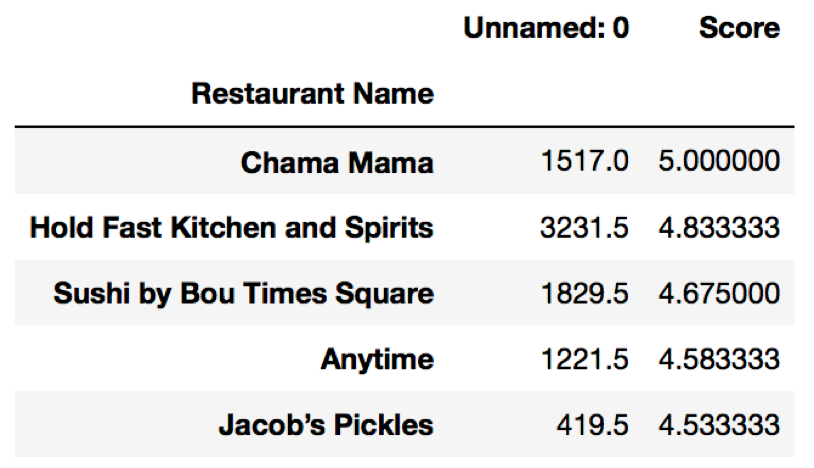 Unnamed: 0 Score
Restaurant Name
Chama Mama 1517.0 5.000000
Hold Fast Kitchen and Spirits 3231.5 4.833333
Sushi by Bou Times Square 1829.5 4.675000
Anytime 1221.5 4.583333
Jacob’s Pickles 419.5 4.533333